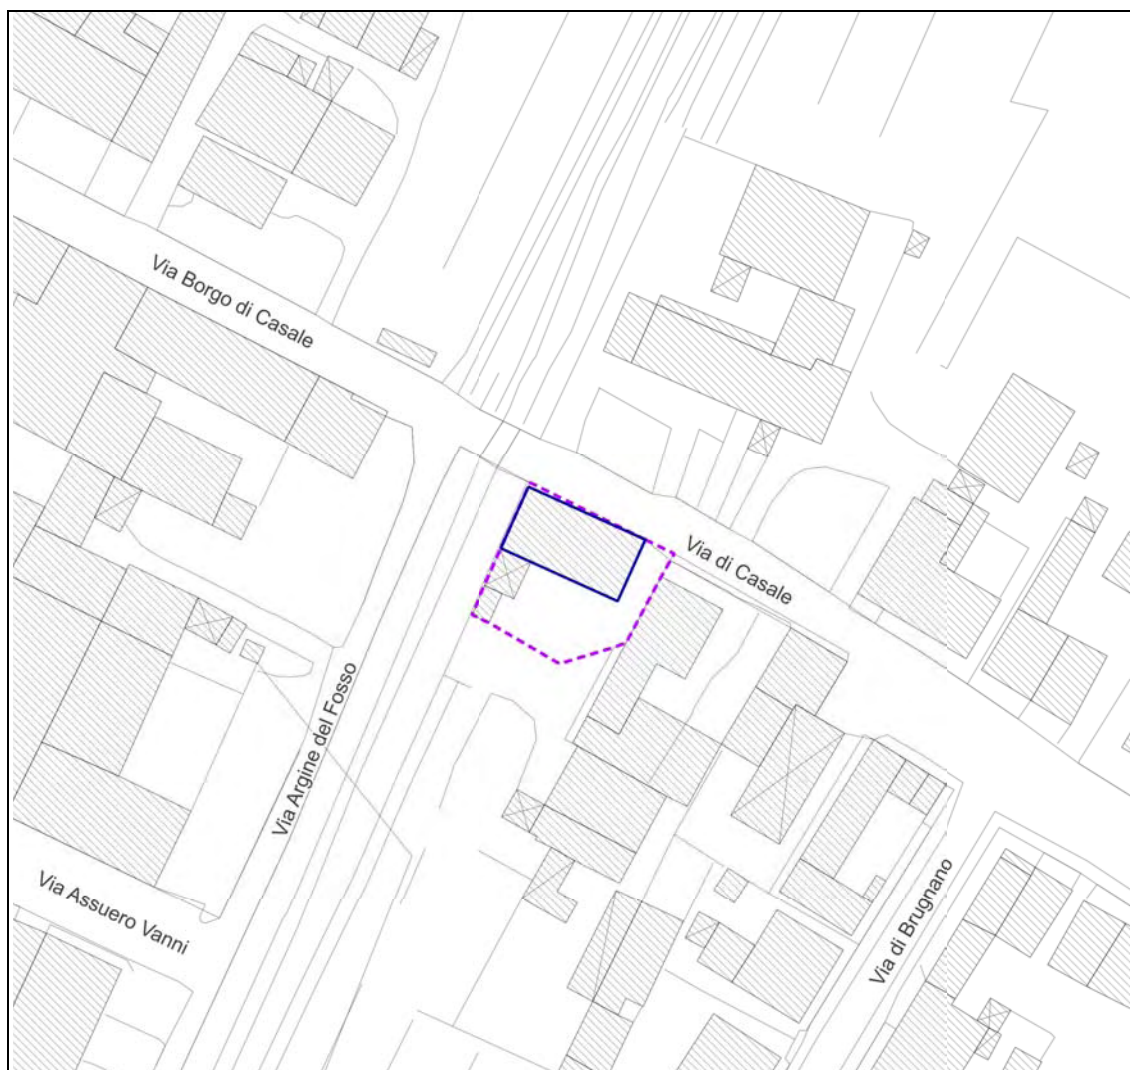 Via Borgo di Casale
Via di Casale
Via Argine del Fosso
Via Assuero Vanni
Via di Brugnano